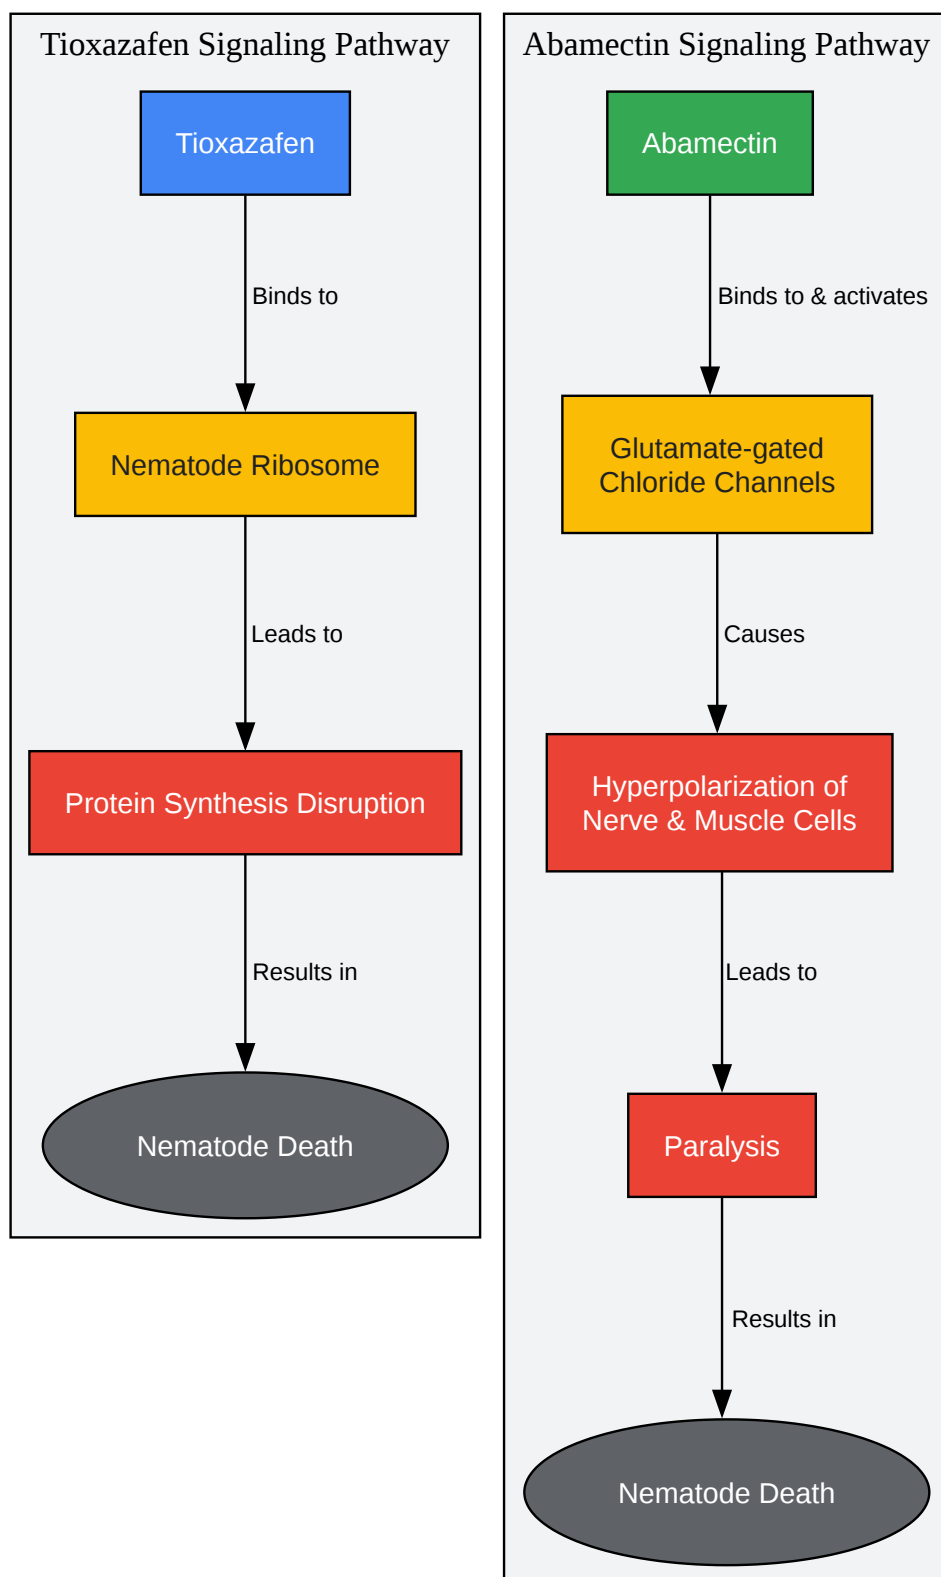 Tioxazafen Signaling Pathway
Tioxazafen
Binds to
Nematode Ribosome
Leads to
Protein Synthesis Disruption
Results in
Nematode Death
Abamectin Signaling Pathway
Abamectin
Binds to & activates
Glutamate-gated
Chloride Channels
Causes
Hyperpolarization of
Nerve & Muscle Cells
Leads to
Paralysis
Results in
Nematode Death